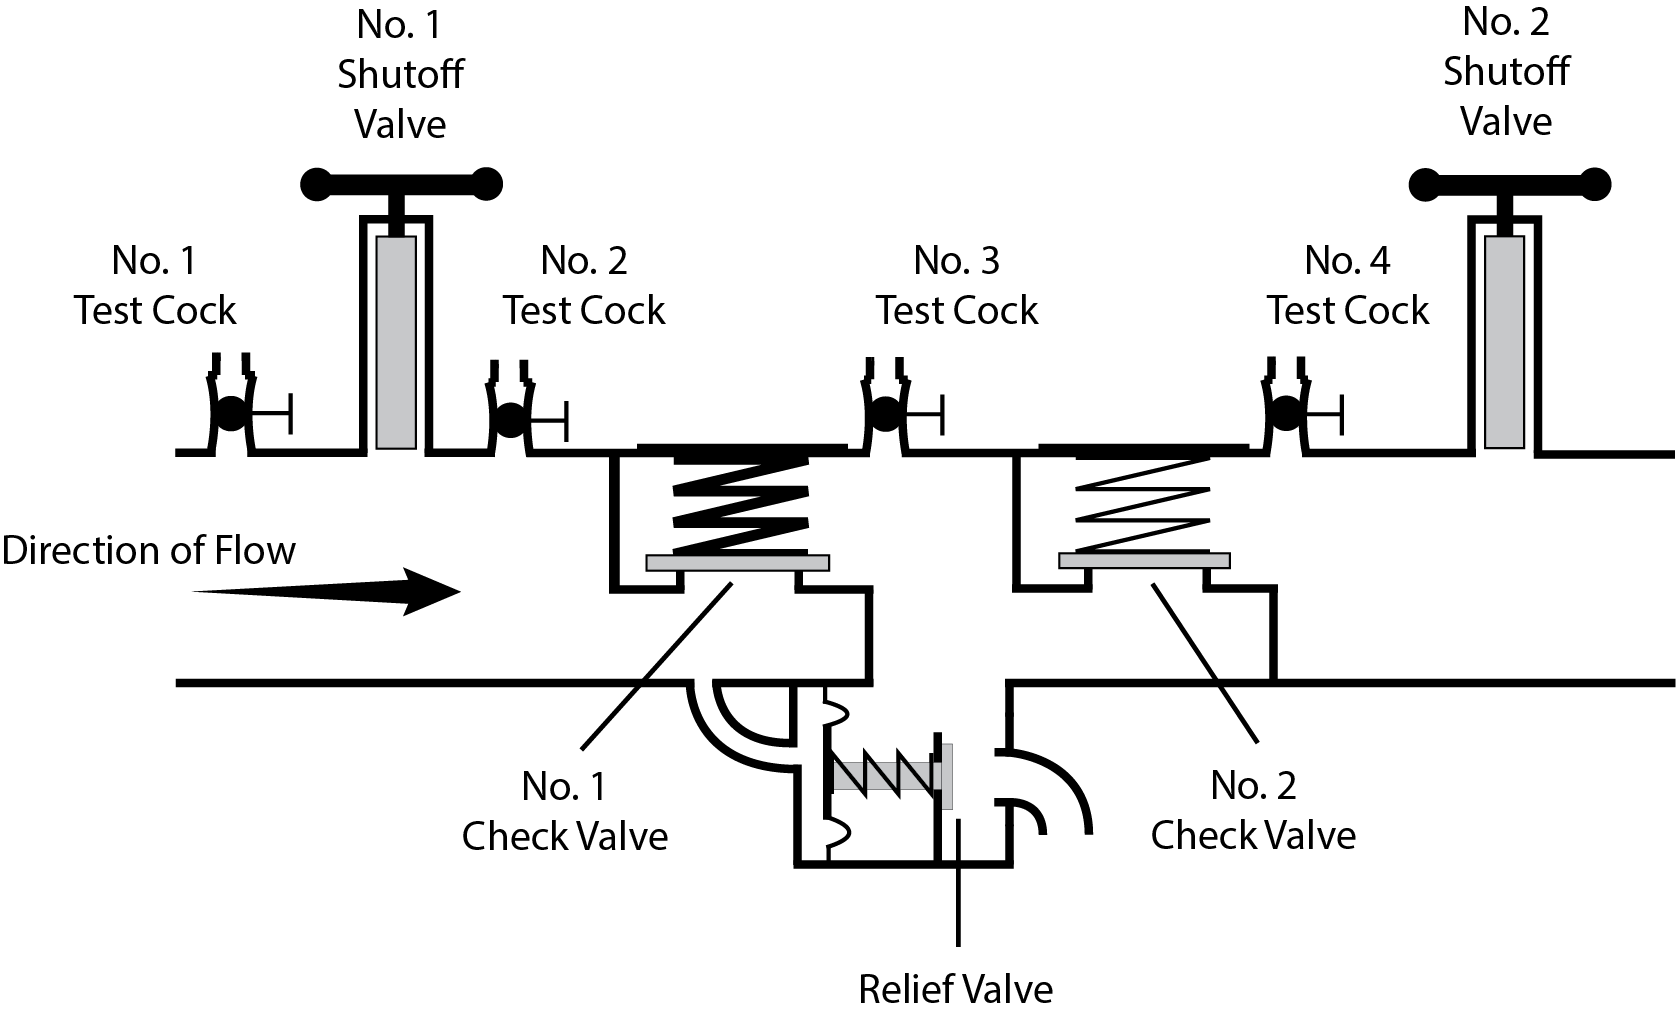 No. 1
Shutoff
Valve
No. 2
Shutoff
Valve
No. 1
Test Cock
No. 2
Test Cock
No. 3
Test Cock
No. 4
Test Cock
Direction of Flow
No. 1
Check Valve
No. 2
Check Valve
Relief Valve